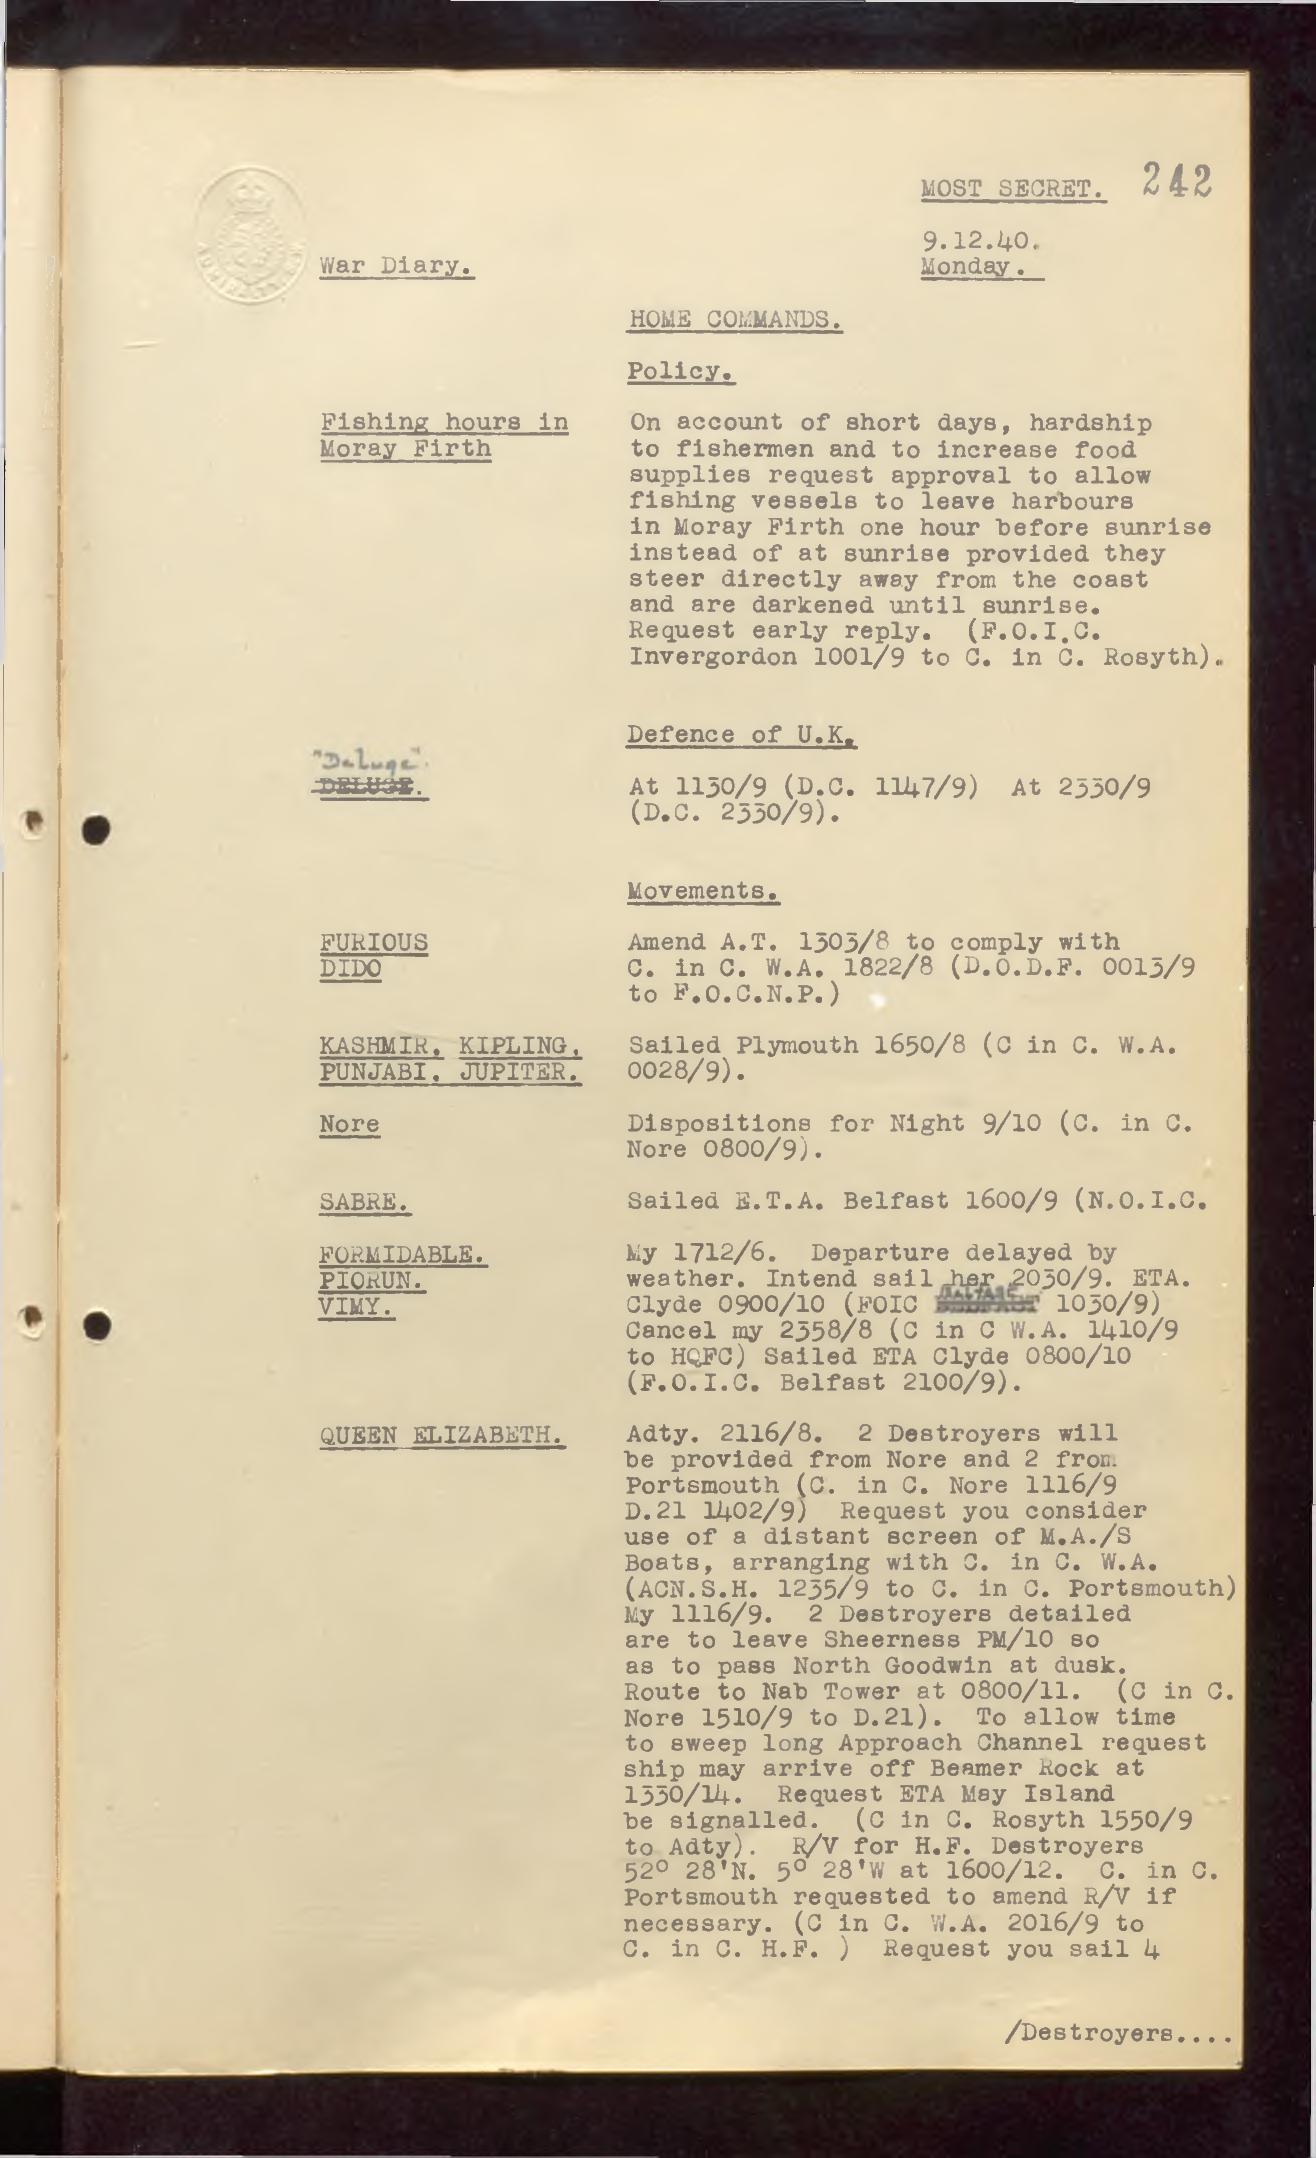 MOST SECRET. 242
9.12.40.
War Diary.
Monday.
HOME COMMANDS.
Policy.
Fishing hours in
Moray Firth
On account of short days, hardship
to fishermen and to increase food
supplies request approval to allow
fishing vessels to leave harbours
in Moray Firth one hour before sunrise
instead of at sunrise provided they
steer directly away from the coast
and are darkened until sunrise.
Request early reply. (F.O.I.C.
Invergordon 1001/9 to C. in C. Rosyth).
Defence of U.K.
"Deluge".
DELUGE.
At 1130/9 (D.C. 1147/9) At 2330/9
(D.C. 2330/9).
Movements.
FURIOUS
DIDO
Amend A.T. 1303/8 to comply with
C. in C. W.A. 1822/8 (D.O.D.F. 0013/9
to F.O.C.N.P.)
KASHMIR. KIPLING.
PUNJABI. JUPITER.
Sailed Plymouth 1650/8 (C in C. W.A.
0028/9).
Nore
Dispositions for Night 9/10 (C. in C.
Nore 0800/9).
SABRE.
Sailed E.T.A. Belfast 1600/9 (N.O.I.C.
FORMIDABLE.
PIORUN.
VIMY.
My 1712/6. Departure delayed by
weather. Intend sail her 2030/9. ETA.
Clyde 0900/10 (FOIC BELFAST 1030/9)
Cancel my 2358/8 (C in C W.A. 1410/9
to HQFC) Sailed ETA Clyde 0800/10
(F.O.I.C. Belfast 2100/9).
QUEEN ELIZABETH.
Adty. 2116/8. 2 Destroyers will
be provided from Nore and 2 from
Portsmouth (C. in C. Nore 1116/9
D.21 1402/9) Request you consider
use of a distant screen of M.A./S
Boats, arranging with C. in C. W.A.
(ACN.S.H. 1235/9 to C. in C. Portsmouth)
My 1116/9. 2 Destroyers detailed
are to leave Sheerness PM/10 so
as to pass North Goodwin at dusk.
Route to Nab Tower at 0800/11. (C in C.
Nore 1510/9 to D.21). To allow time
to sweep long Approach Channel request
ship may arrive off Beamer Rock at
1330/14. Request ETA May Island
be signalled. (C in C. Rosyth 1550/9
to Adty). R/V for H.F. Destroyers
52° 28'N. 5° 28'W at 1600/12. C. in C.
Portsmouth requested to amend R/V if
necessary. (C in C. W.A. 2016/9 to
C. in C. H.F. ) Request you sail 4
/Destroyers....